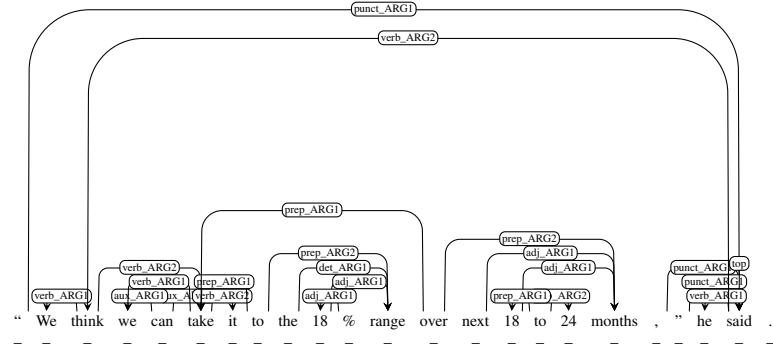 punct_ARG1
verb_ARG2
prep_ARG1
prep_ARG2
top
verb_ARG2 prep_ARG2 det_ARG1 adj_ARG1 adj_ARG1 punct_ARG1
verb_ARG1 prep_ARG1 adj_ARG1 punct_ARG1
verb_ARG1 aux_ARG1 verb_ARG2 adj_ARG1 prep_ARG1 _ARG2 verb_ARG1
“ We think we can take it to the 18 % range over next 18 to 24 months , ” he said .
_ _ _ _ _ _ _ _ _ _ _ _ _ _ _ _ _ _ _ _ _ _